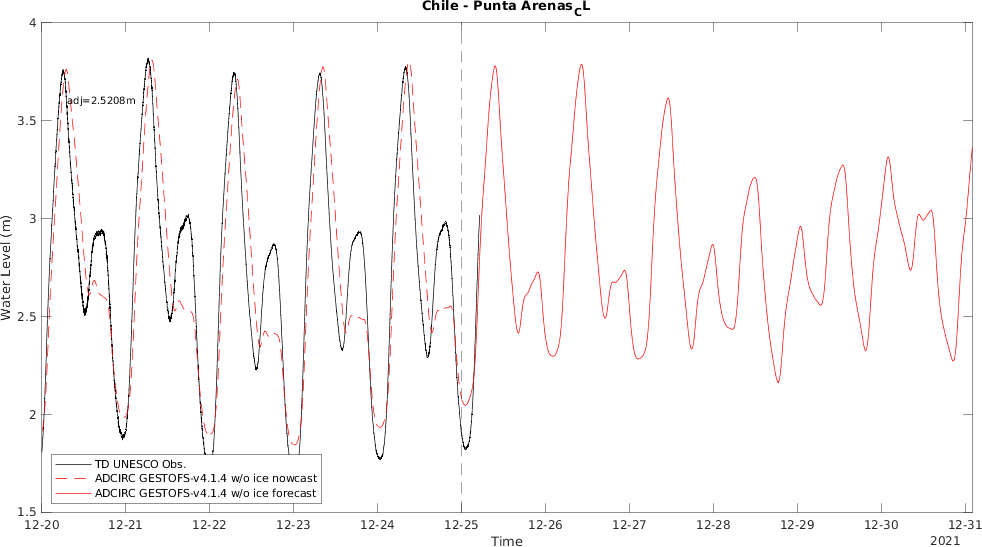 Chile - Punta Arenas_CL
4
3.5
3
2.5
2
1.5
Water Level (m)
adj=2.5208m
TD UNESCO Obs.
ADCIRC GESTOFS-v4.1.4 w/o ice nowcast
ADCIRC GESTOFS-v4.1.4 w/o ice forecast
12-20 12-21 12-22 12-23 12-24 12-25 12-26 12-27 12-28 12-29 12-30 12-31
Time
2021